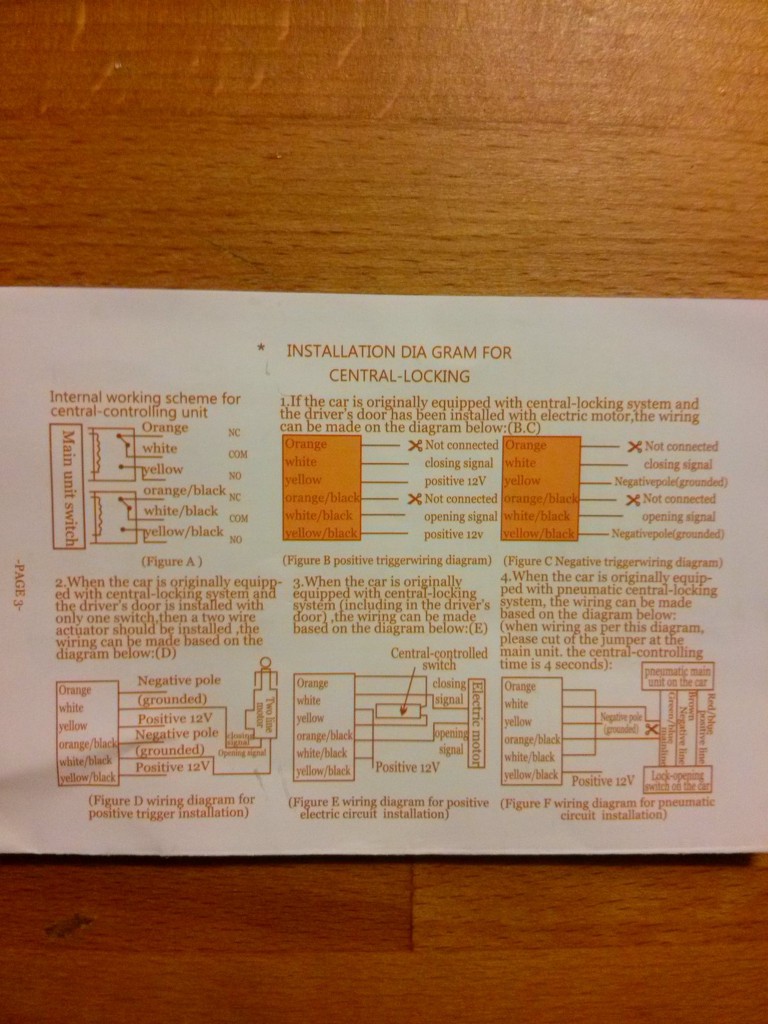 * INSTALLATION DIA GRAM FOR
CENTRAL-LOCKING
Internal working scheme for
central-controlling unit
Main unit switch
Orange NC
white COM
yellow NO
orange/black NC
white/black COM
yellow/black NO
(Figure A )
1.If the car is originally equipped with central-locking system and
the driver's door has been installed with electric motor,the wiring
can be made on the diagram below:(B.C)
Orange Not connected
white closing signal
yellow positive 12V
orange/black Not connected
white/black opening signal
yellow/black positive 12v
(Figure B positive triggerwiring diagram)
Orange Not connected
white closing signal
yellow Negativepole(grounded)
orange/black Not connected
white/black opening signal
yellow/black Negativepole(grounded)
(Figure C Negative triggerwiring diagram)
-PAGE 3-
2.When the car is originally equipp-
ed with central-locking system and
the driver's door is installed with
only one switch,then a two wire
actuator should be installed ,the
wiring can be made based on the
diagram below:(D)
Orange
white
yellow
orange/black
white/black
yellow/black
Negative pole
(grounded)
Positive 12V
Negative pole
(grounded)
Positive 12V
closing
signal
Opening signal
Two line
motor
(Figure D wiring diagram for
positive trigger installation)
3.When the car is originally
equipped with central-locking
system (including in the driver's
door) ,the wiring can be made
based on the diagram below:(E)
Central-controlled
switch
Orange
white
yellow
orange/black
white/black
yellow/black
closing
signal
opening
signal
Positive 12V
Electric motor
(Figure E wiring diagram for positive
electric circuit installation)
4.When the car is originally equip-
ped with pneumatic central-locking
system, the wiring can be made
based on the diagram below:
(when wiring as per this diagram,
please cut of the jumper at the
main unit. the central-controlling
time is 4 seconds):
pneumatic main
unit on the car
Orange
white
yellow
orange/black
white/black
yellow/black
Negative pole
(grounded)
Positive 12V
Green/blue
Brown
Negative line
Red/blue
positive line
Lock-opening
switch on the car
(Figure F wiring diagram for pneumatic
circuit installation)